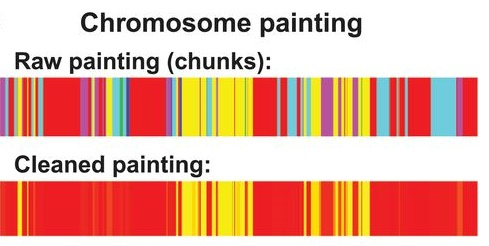 Chromosome painting
Raw painting (chunks):
Cleaned painting: